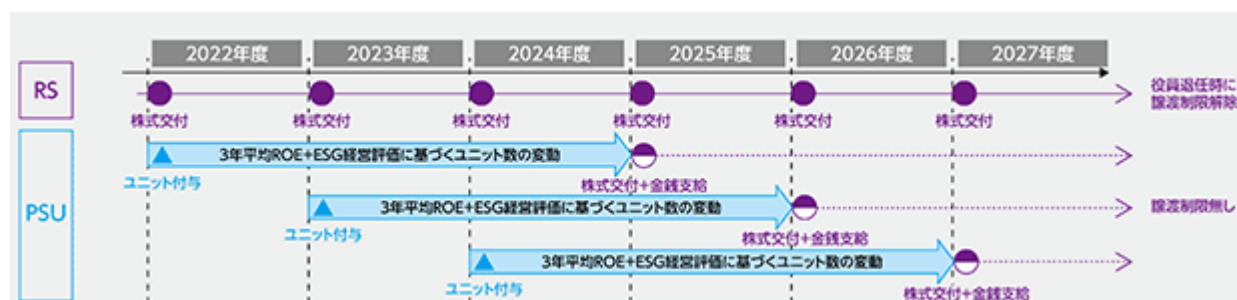 2022年度 2023年度 2024年度 2025年度 2026年度 2027年度
RS
役員退任時に
譲渡制限解除
株式交付 株式交付 株式交付 株式交付 株式交付 株式交付
PSU
3年平均ROE+ESG経営評価に基づくユニット数の変動
ユニット付与
株式交付+金銭支給
3年平均ROE+ESG経営評価に基づくユニット数の変動
譲渡制限無し
ユニット付与
株式交付+金銭支給
3年平均ROE+ESG経営評価に基づくユニット数の変動
ユニット付与
株式交付+金銭支給